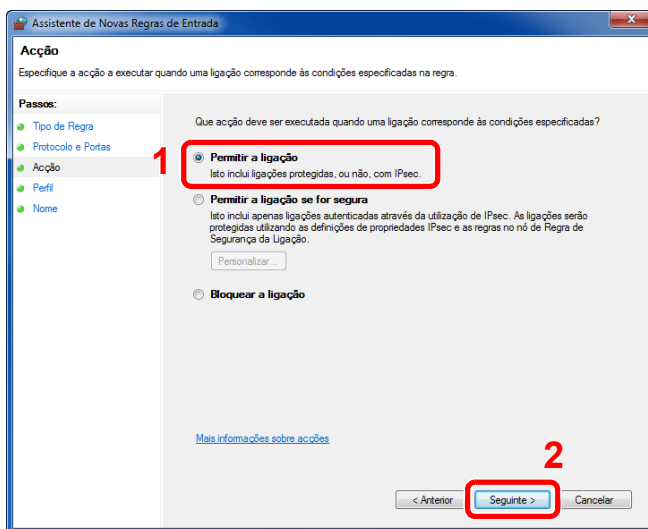 Assistente de Novas Regras de Entrada
Acção
Especifique a acção a executar quando uma ligação corresponde às condições especificadas na regra.
Passos:
Tipo de Regra
Protocolo e Portas
Acção
Perfil
Nome
Que acção deve ser executada quando uma ligação corresponde às condições especificadas?
1
Permitir a ligação
Isto inclui ligações protegidas, ou não, com IPsec.
Permitir a ligação se for segura
Isto inclui apenas ligações autenticadas através da utilização de IPsec. As ligações serão
protegidas utilizando as definições de propriedades IPsec e as regras no nó de Regra de
Segurança da Ligação.
Personalizar...
Bloquear a ligação
Mais informações sobre acções
2
< Anterior
Seguinte >
Cancelar